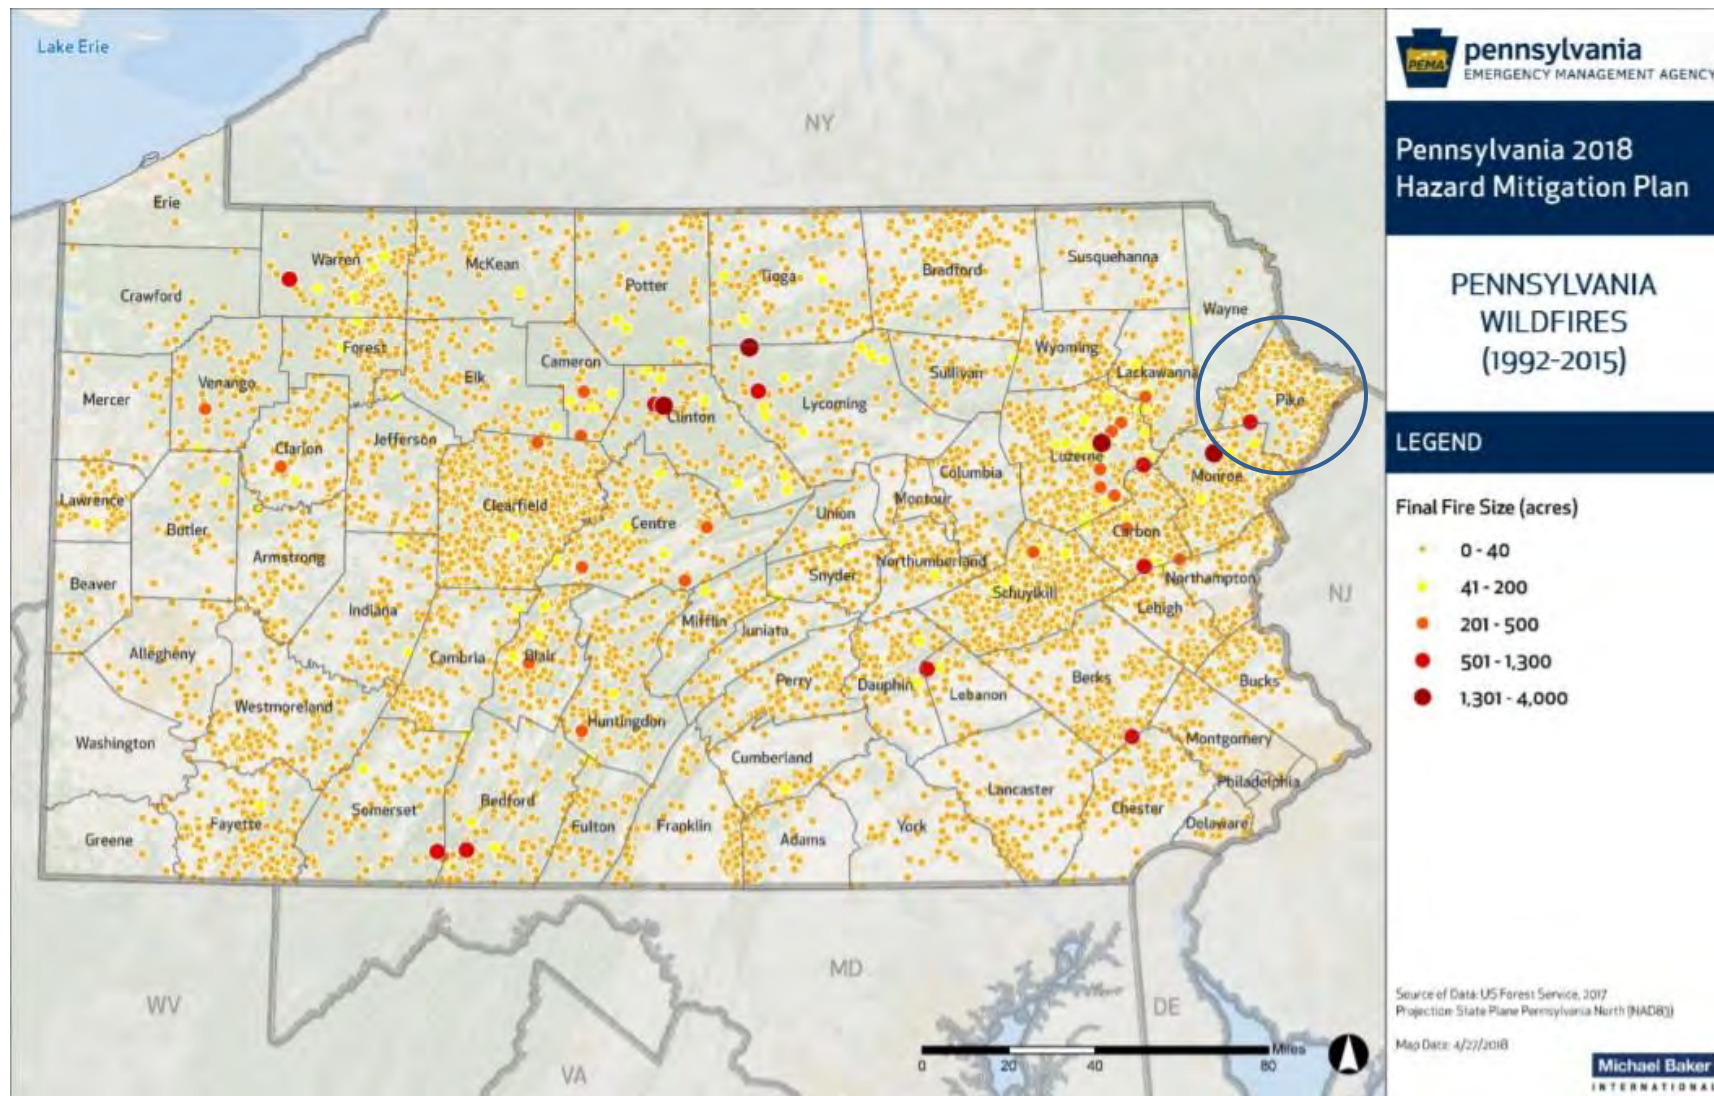 Lake Erie
NY
Erie
Crawford
Warren
McKean
Potter
Tioga
Bradford
Susquehanna
Wayne
Mercer
Venango
Forest
Elk
Cameron
Clinton
Lycoming
Sullivan
Wyoming
Lackawanna
Pike
Lawrence
Butler
Clarion
Jefferson
Clearfield
Centre
Union
Montour
Columbia
Luzerne
Monroe
Carbon
Beaver
Armstrong
Indiana
Snyder
Northumberland
Schuylkill
Northampton
Lehigh
NJ
Allegheny
Westmoreland
Cambria
Blair
Mifflin
Juniata
Huntingdon
Perry
Dauphin
Lebanon
Berks
Bucks
Washington
Cumberland
Montgomery
Philadelphia
Lancaster
Chester
Delaware
Greene
Fayette
Somerset
Bedford
Fulton
Franklin
Adams
York
WV
VA
MD
DE
0 20 40 80 Miles
PEMA
pennsylvania
EMERGENCY MANAGEMENT AGENCY
Pennsylvania 2018
Hazard Mitigation Plan
PENNSYLVANIA
WILDFIRES
(1992-2015)
LEGEND
Final Fire Size (acres)
0 - 40
41 - 200
201 - 500
501 - 1,300
1,301 - 4,000
Source of Data: US Forest Service, 2017
Projection: State Plane Pennsylvania North (NAD83)
Map Date: 4/27/2018
Michael Baker
INTERNATIONAL